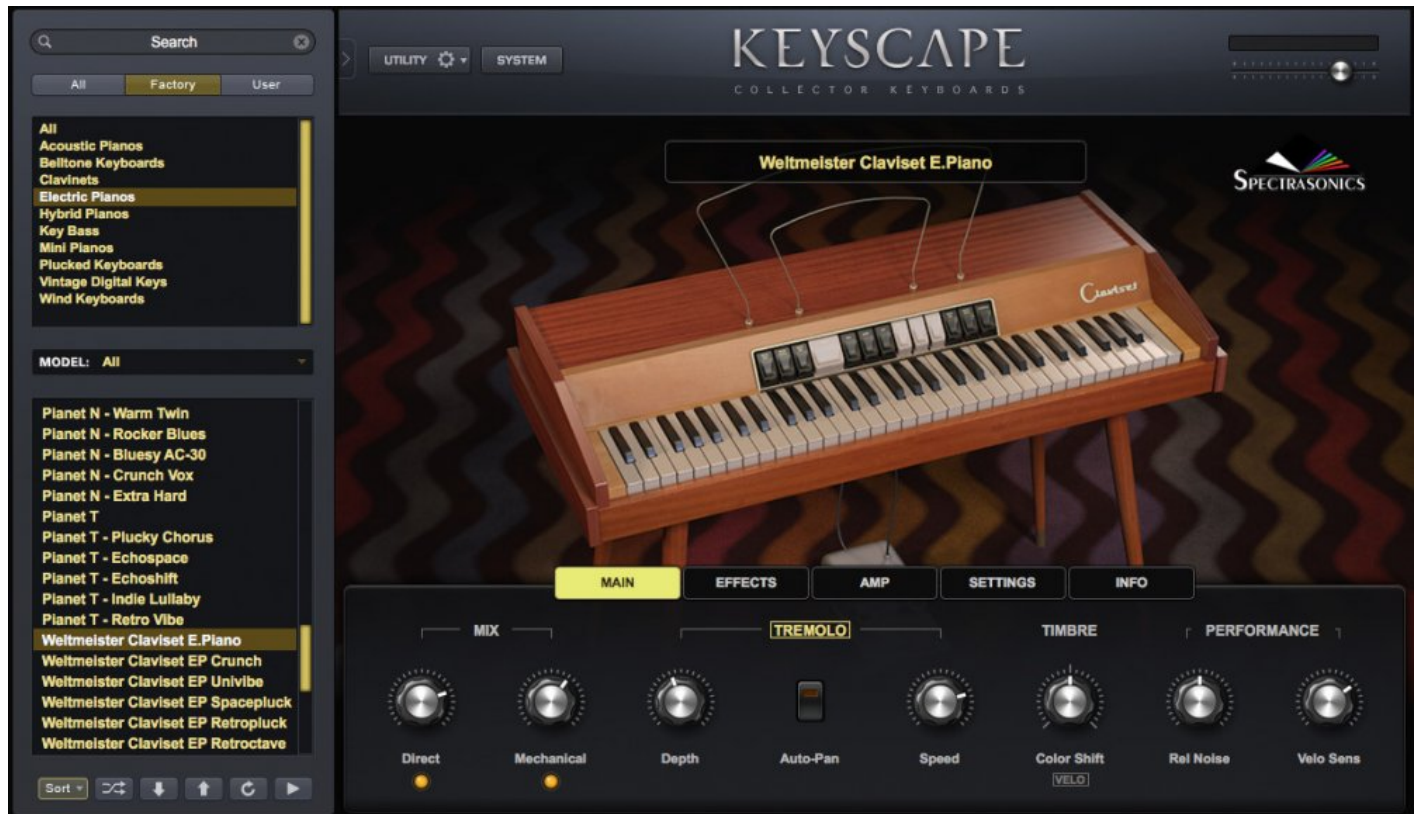 Search
All
Factory
User
All
Acoustic Pianos
Belltone Keyboards
Clavinets
Electric Pianos
Hybrid Pianos
Key Bass
Mini Pianos
Plucked Keyboards
Vintage Digital Keys
Wind Keyboards
MODEL: All
Planet N - Warm Twin
Planet N - Rocker Blues
Planet N - Bluesy AC-30
Planet N - Crunch Vox
Planet N - Extra Hard
Planet T
Planet T - Plucky Chorus
Planet T - Echospace
Planet T - Echoshift
Planet T - Indie Lullaby
Planet T - Retro Vibe
Weltmeister Claviset E.Piano
Weltmeister Claviset EP Crunch
Weltmeister Claviset EP Univibe
Weltmeister Claviset EP Spacepluck
Weltmeister Claviset EP Retropluck
Weltmeister Claviset EP Retroctave
Sort
UTILITY
SYSTEM
KEYSCAPE
COLLECTOR KEYBOARDS
Weltmeister Claviset E.Piano
SPECTRASONICS
Claviset
MAIN
EFFECTS
AMP
SETTINGS
INFO
MIX
TREMOLO
TIMBRE
PERFORMANCE
Direct
Mechanical
Depth
Auto-Pan
Speed
Color Shift
Rel Noise
Velo Sens
VELO